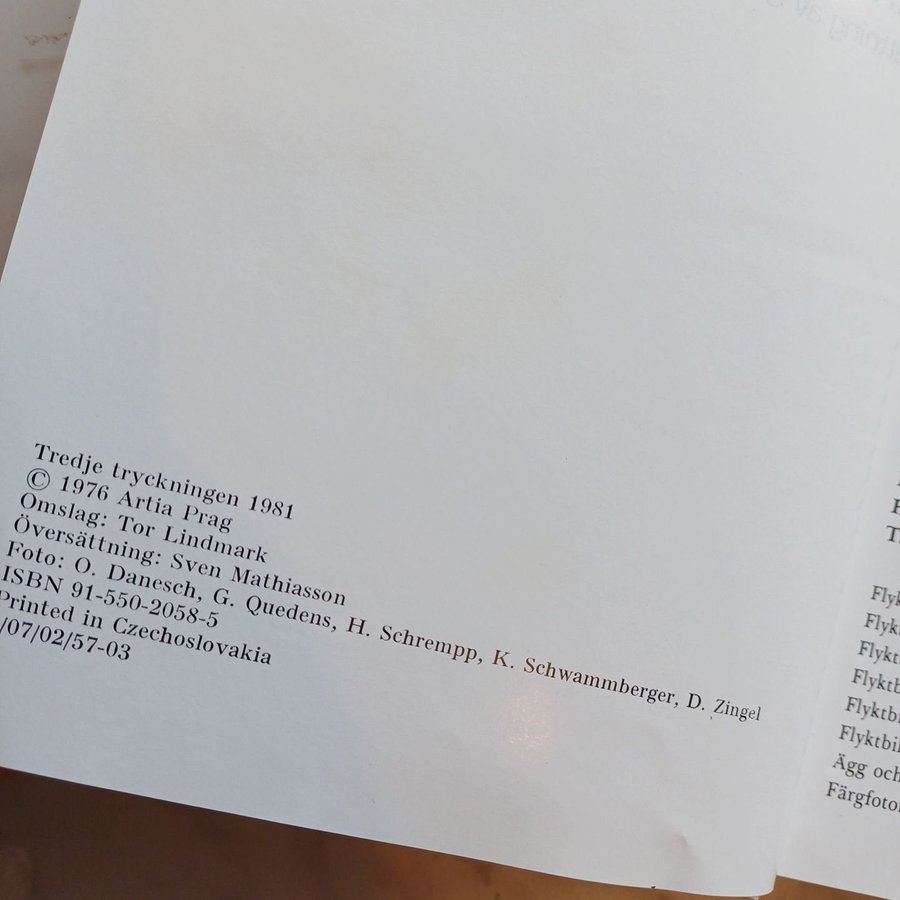 Tredje tryckningen 1981
© 1976 Artia Prag
Omslag: Tor Lindmark
Översättning: Sven Mathiasson
Foto: O. Danesch, G. Quedens, H. Schrempp, K. Schwammberger, D. Zingel
ISBN 91-550-2058-5
Printed in Czechoslovakia
/07/02/57-03
Ägg och